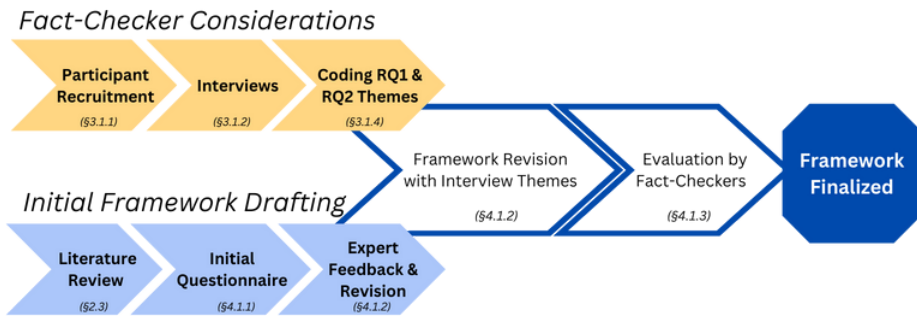 Fact-Checker Considerations
Participant
Recruitment
(§3.1.1)
Interviews
(§3.1.2)
Coding RQ1 &
RQ2 Themes
(§3.1.4)
Framework Revision
with Interview Themes
(§4.1.2)
Evaluation by
Fact-Checkers
(§4.1.3)
Framework
Finalized
Initial Framework Drafting
Literature
Review
(§2.3)
Initial
Questionnaire
(§4.1.1)
Expert
Feedback &
Revision
(§4.1.2)